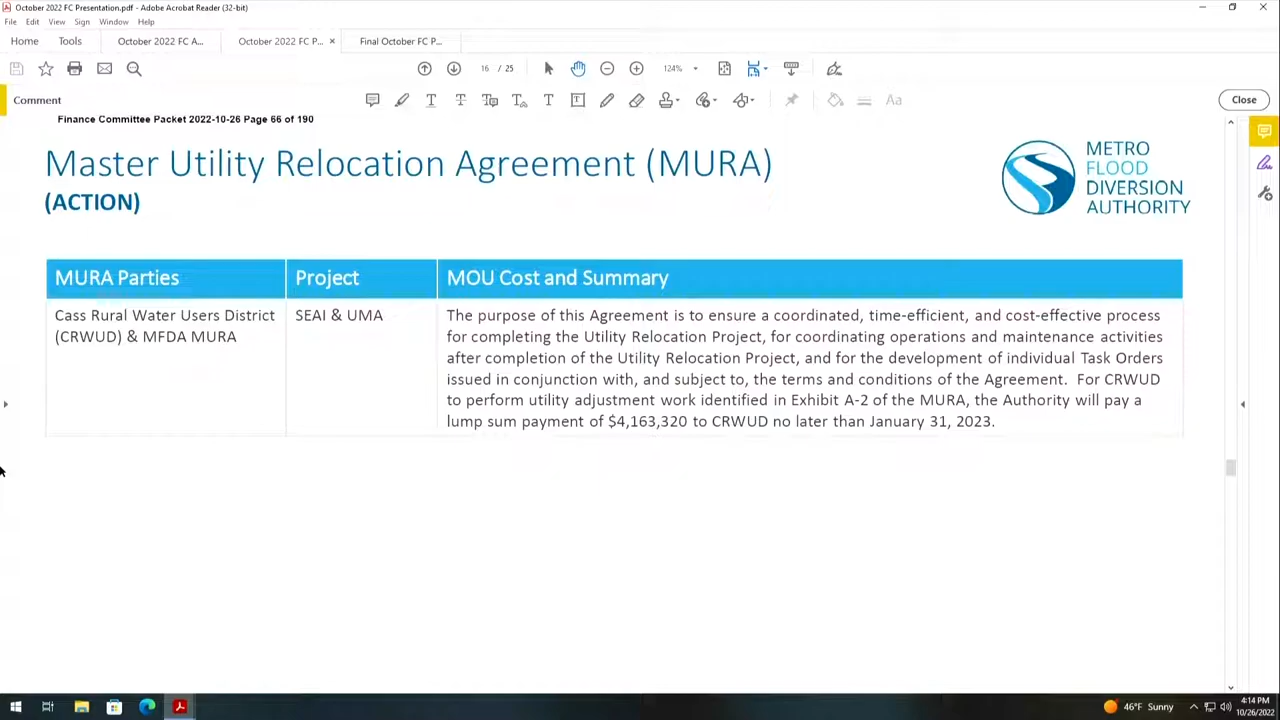 October 2022 FC Presentation.pdf - Adobe Acrobat Reader (32-bit)
File Edit View Sign Window Help
Home Tools October 2022 FC A... October 2022 FC P... × Final October FC P...
16 / 25 124%
Comment Aa Close
Finance Committee Packet 2022-10-26 Page 66 of 190
Master Utility Relocation Agreement (MURA)
(ACTION)
METRO
FLOOD
DIVERSION
AUTHORITY
MURA Parties Project MOU Cost and Summary
Cass Rural Water Users District SEAI & UMA The purpose of this Agreement is to ensure a coordinated, time-efficient, and cost-effective process
(CRWUD) & MFDA MURA for completing the Utility Relocation Project, for coordinating operations and maintenance activities
after completion of the Utility Relocation Project, and for the development of individual Task Orders
issued in conjunction with, and subject to, the terms and conditions of the Agreement. For CRWUD
to perform utility adjustment work identified in Exhibit A-2 of the MURA, the Authority will pay a
lump sum payment of $4,163,320 to CRWUD no later than January 31, 2023.
46°F Sunny 4:14 PM
10/26/2022